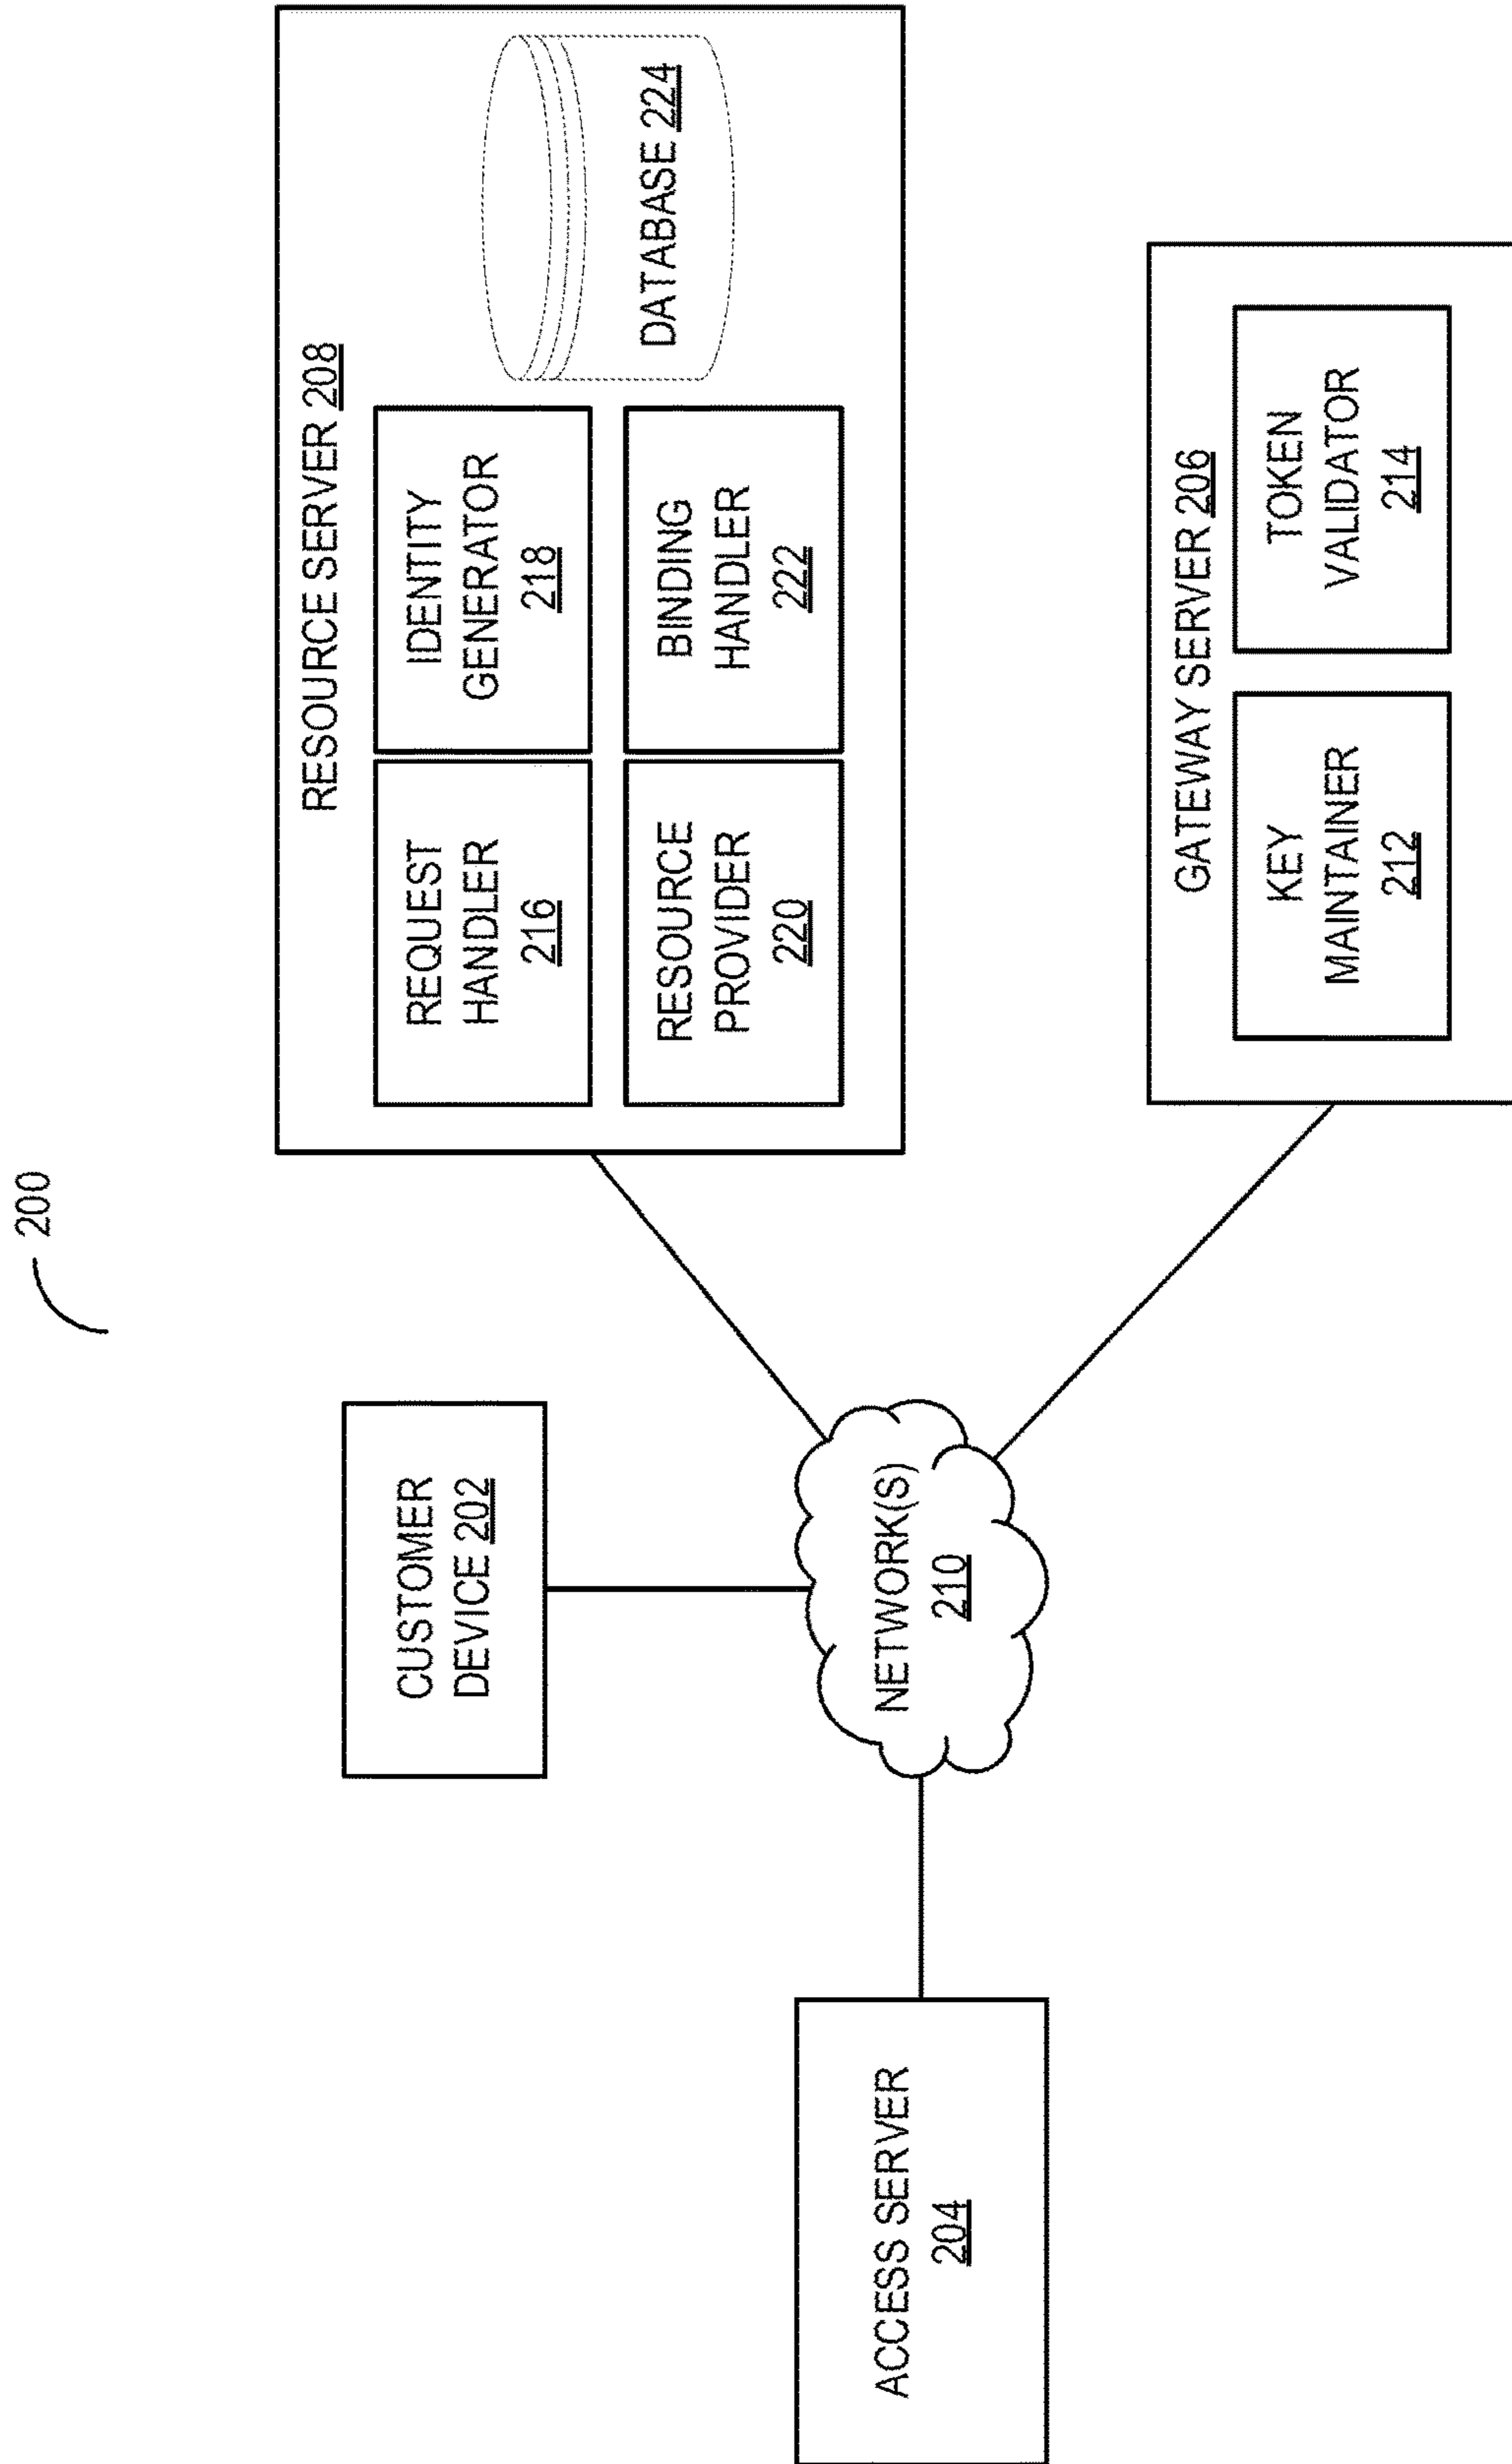 200
CUSTOMER
DEVICE 202
RESOURCE SERVER 208
REQUEST
HANDLER
216
IDENTITY
GENERATOR
218
RESOURCE
PROVIDER
220
BINDING
HANDLER
222
DATABASE 224
ACCESS SERVER
204
NETWORK(S)
210
GATEWAY SERVER 206
KEY
MAINTAINER
212
TOKEN
VALIDATOR
214